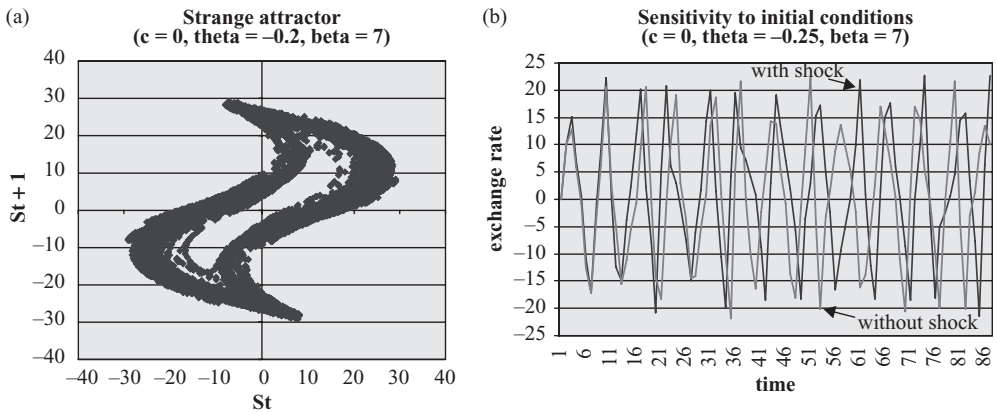 (a)
Strange attractor
(c = 0, theta = –0.2, beta = 7)
40
30
20
10
0
–10
–20
–30
–40
–40 –30 –20 –10 0 10 20 30 40
St + 1
St
(b)
Sensitivity to initial conditions
(c = 0, theta = –0.25, beta = 7)
25
20
15
10
5
0
–5
–10
–15
–20
–25
exchange rate
with shock
without shock
1 6 11 16 21 26 31 36 41 46 51 56 61 66 71 76 81 86
time